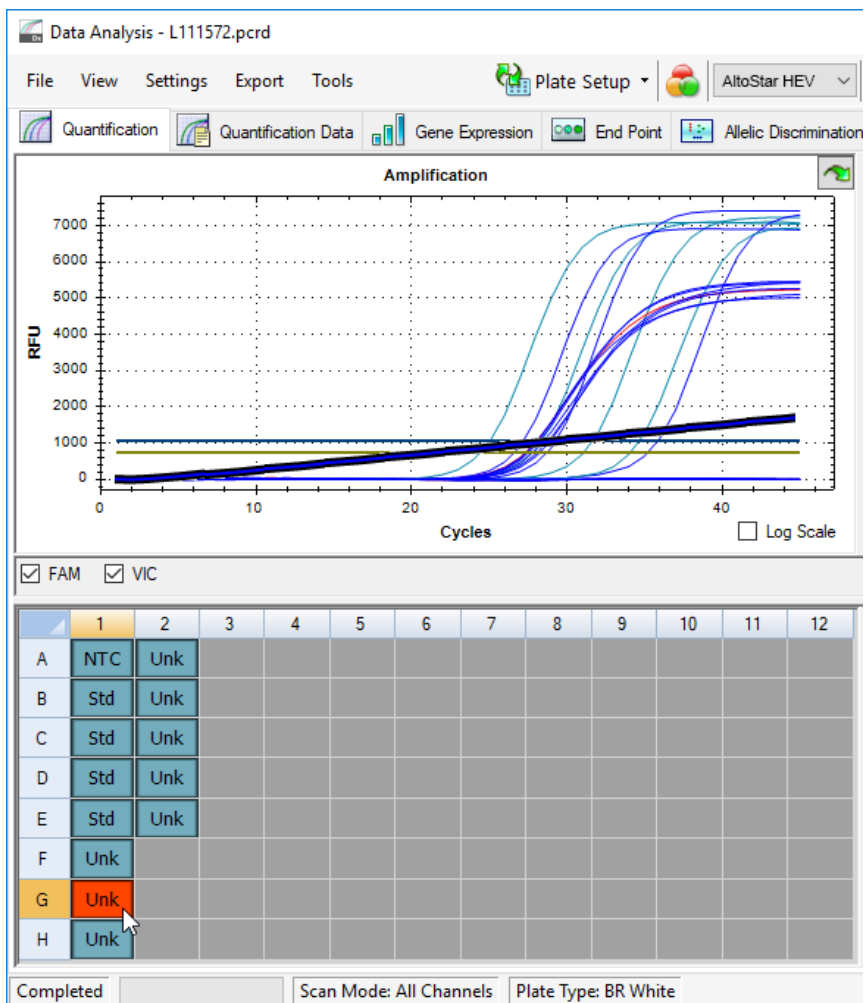 Data Analysis - L111572.pcrd
File View Settings Export Tools Plate Setup AltoStar HEV
Quantification Quantification Data Gene Expression End Point Allelic Discrimination
Amplification
7000
6000
5000
4000
3000
2000
1000
0
RFU
0 10 20 30 40
Cycles
Log Scale
FAM VIC
1 2 3 4 5 6 7 8 9 10 11 12
A NTC Unk
B Std Unk
C Std Unk
D Std Unk
E Std Unk
F Unk
G Unk
H Unk
Completed Scan Mode: All Channels Plate Type: BR White